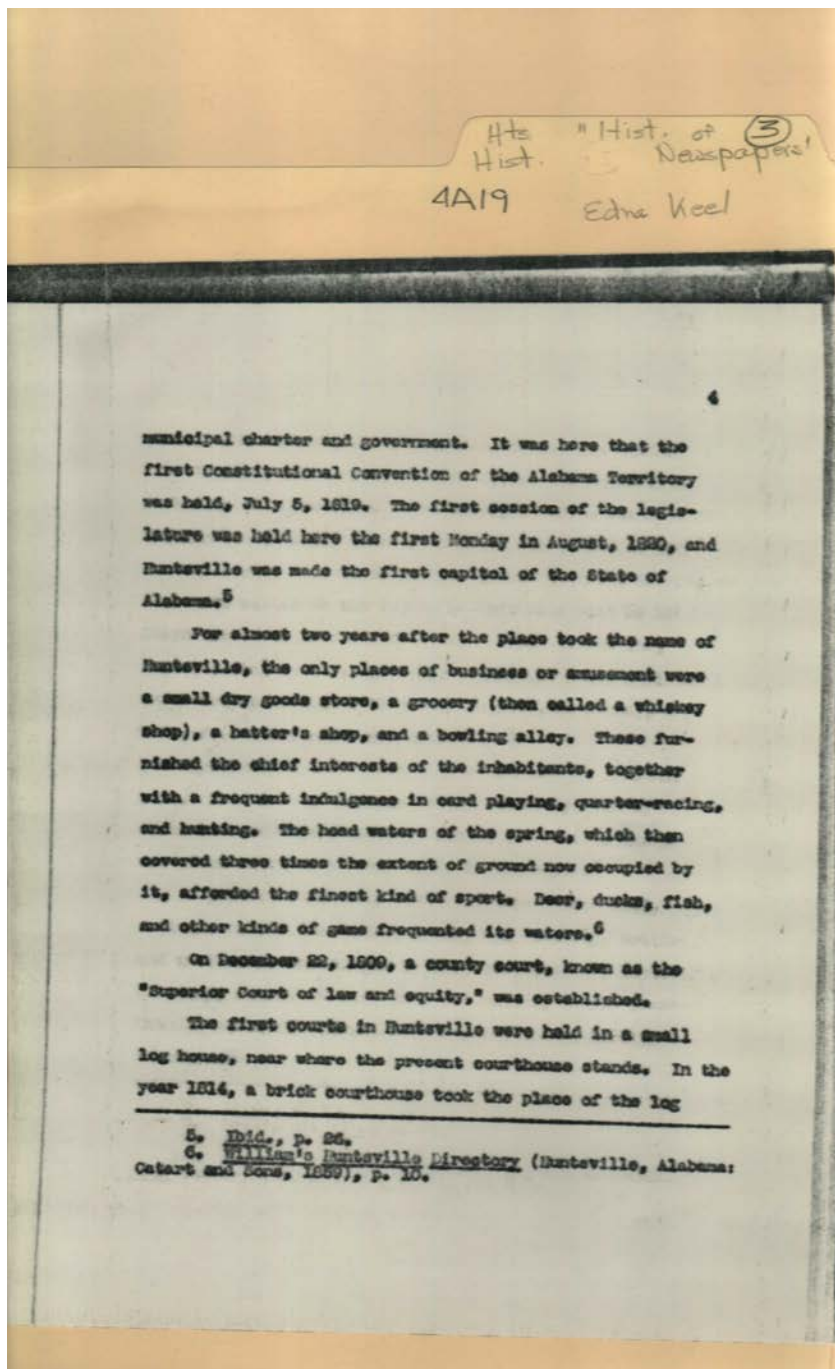 Hts "Hist. of 3
Hist. Newspapers'
4A19 Edna Keel
4
municipal charter and government. It was here that the
first Constitutional Convention of the Alabama Territory
was held, July 5, 1819. The first session of the legis-
lature was held here the first Monday in August, 1820, and
Huntsville was made the first capitol of the State of
Alabama.5
For almost two years after the place took the name of
Huntsville, the only places of business or amusement were
a small dry goods store, a grocery (then called a whiskey
shop), a hatter's shop, and a bowling alley. These fur-
nished the chief interests of the inhabitants, together
with a frequent indulgence in card playing, quarter-racing,
and hunting. The head waters of the spring, which then
covered three times the extent of ground now occupied by
it, afforded the finest kind of sport. Deer, ducks, fish,
and other kinds of game frequented its waters.6
On December 22, 1809, a county court, known as the
"Superior Court of law and equity," was established.
The first courts in Huntsville were held in a small
log house, near where the present courthouse stands. In the
year 1814, a brick courthouse took the place of the log
5. Ibid., p. 26.
6. William's Huntsville Directory (Huntsville, Alabama:
Catart and Sons, 1859), p.